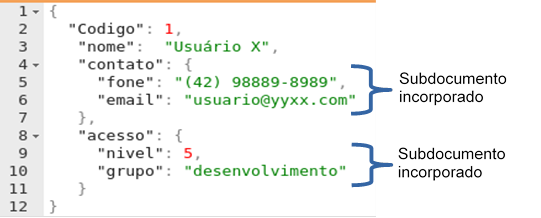 1 {
2 "Codigo": 1,
3 "nome":  "Usuário X",
4 "contato": {
5 "fone": "(42) 98889-8989",
6 "email": "usuario@yyxx.com"
7 },
8 "acesso": {
9 "nivel": 5,
10 "grupo": "desenvolvimento"
11 }
12 }
Subdocumento
incorporado
Subdocumento
incorporado